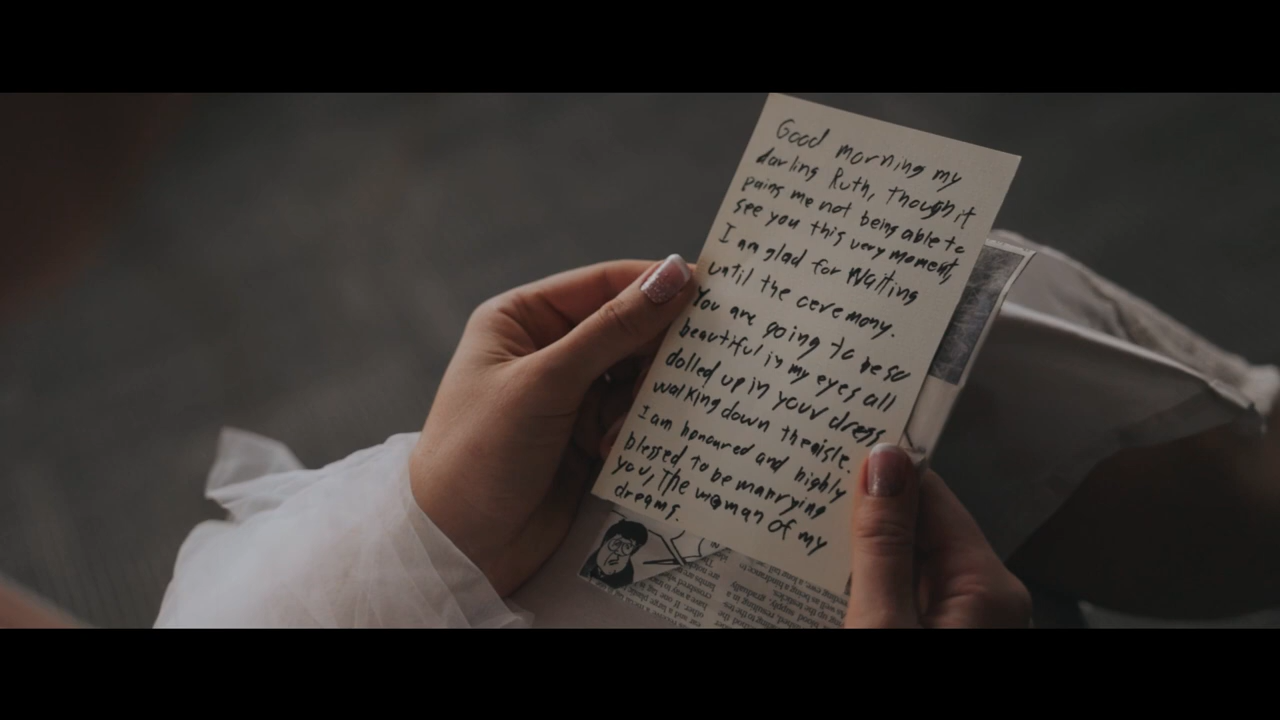 Good morning my
darling Ruth, Though it
pains me not being able to
see you this very moment,
I am glad for Waiting
until the ceremony.
You are going to be so
beautiful in my eyes all
dolled up in your dress
walking down the aisle.
I am honoured and highly
blessed to be marrying
you, The woman of my
dreams.